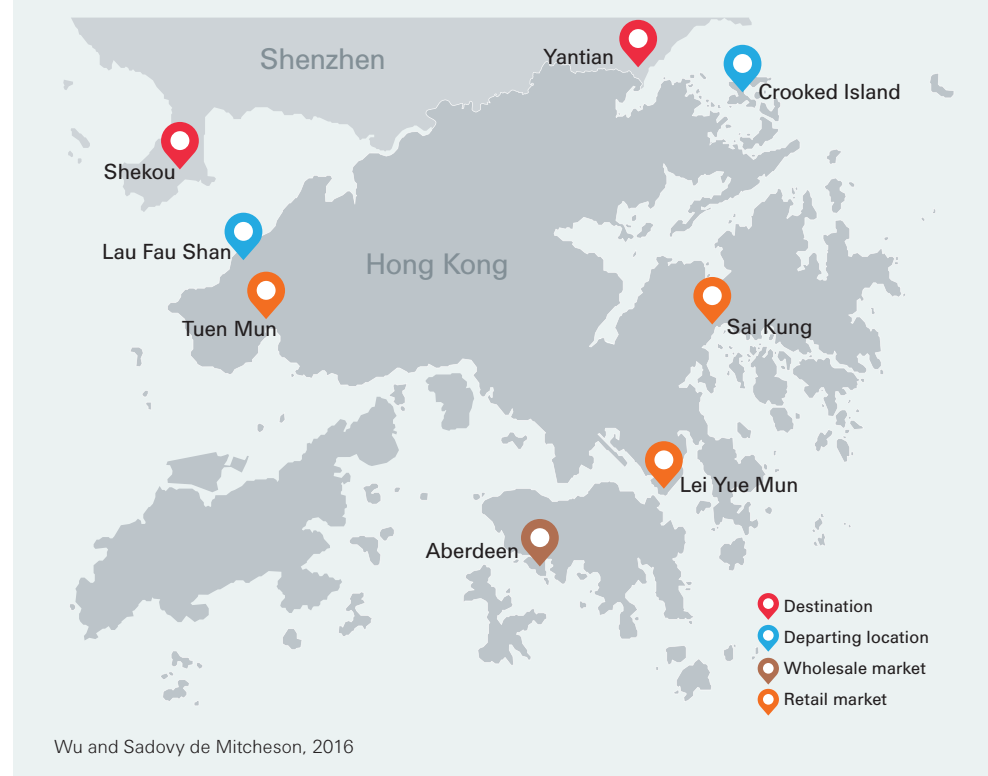 Shenzhen
Yantian
Crooked Island
Shekou
Lau Fau Shan
Hong Kong
Tuen Mun
Sai Kung
Lei Yue Mun
Aberdeen
Destination
Departing location
Wholesale market
Retail market
Wu and Sadovy de Mitcheson, 2016